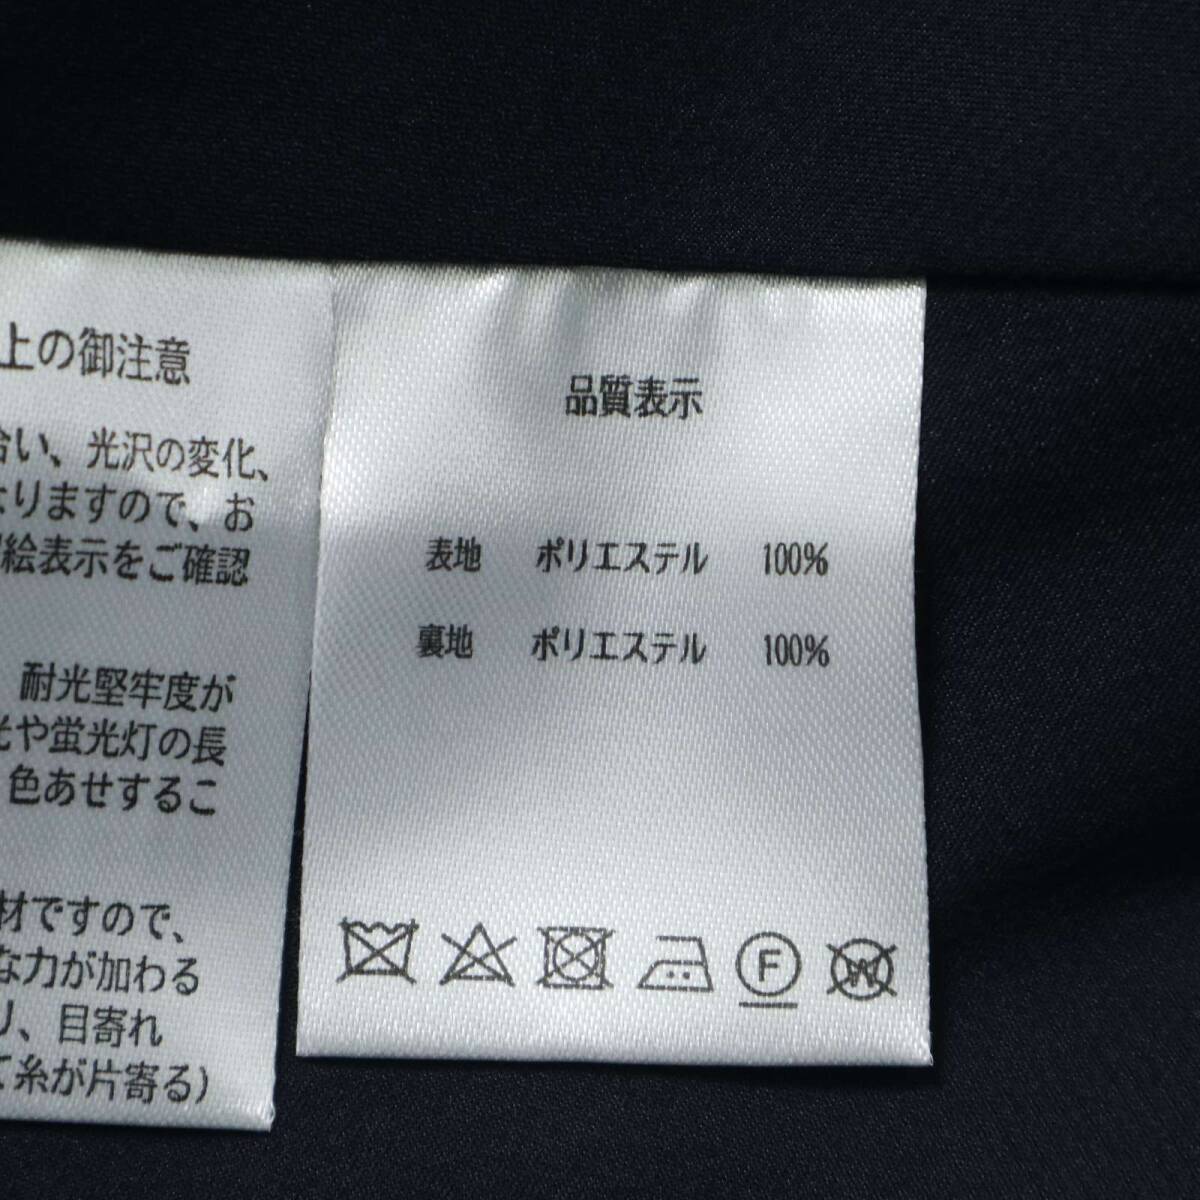 上の御注意
合い、光沢の変化、
なりますので、お
絵表示をご確認
耐光堅牢度が
光や蛍光灯の長
色あせするこ
材ですので、
な力が加わる
リ、目寄れ
て糸が片寄る)
品質表示
表地 ポリエステル 100%
裏地 ポリエステル 100%
F W